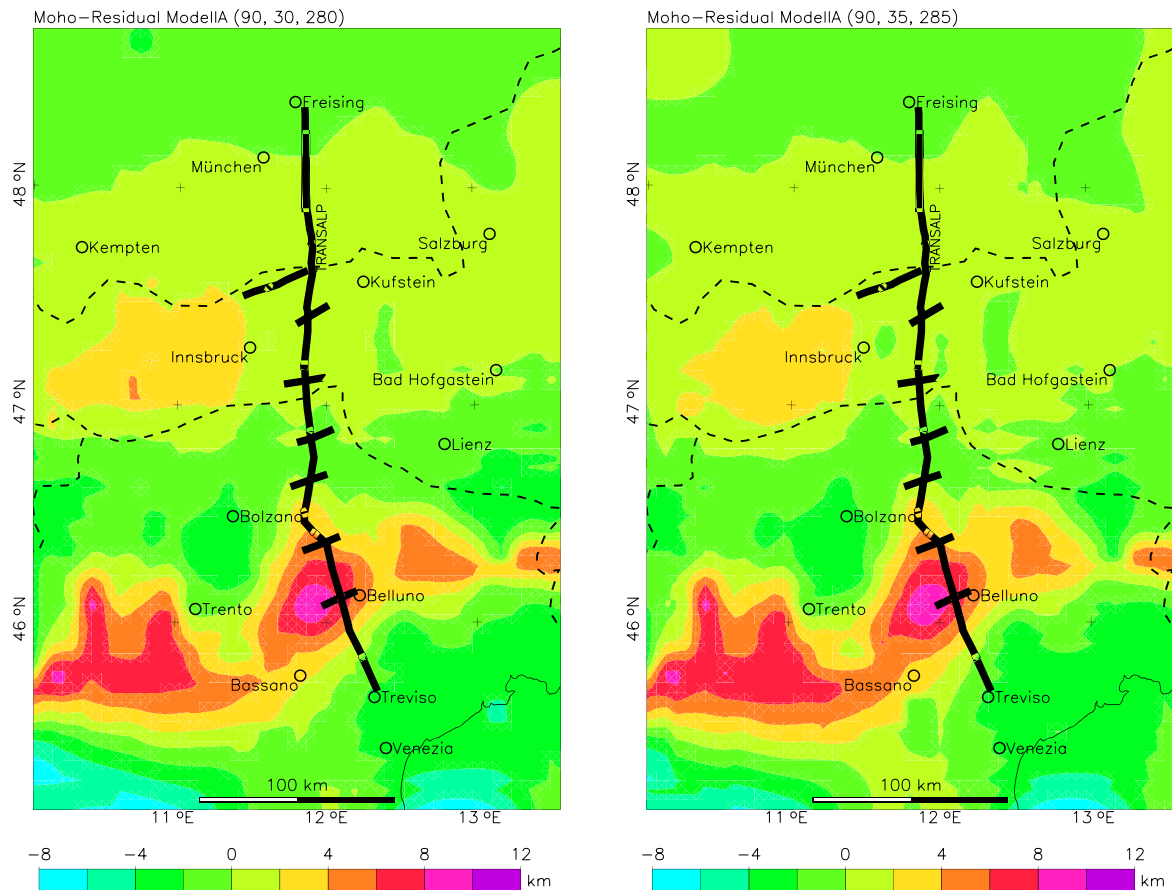 Moho-Residual ModelIA (90, 30, 280)
Freising
München
48 °N
TRANSALP
Salzburg
Kempten
Kufstein
Innsbruck
Bad Hofgastein
47 °N
Lienz
Bolzano
Belluno
Trento
46 °N
Bassano
Treviso
Venezia
100 km
11 °E 12 °E 13 °E
-8 -4 0 4 8 12
km
Moho-Residual ModelIA (90, 35, 285)
Freising
München
48 °N
TRANSALP
Salzburg
Kempten
Kufstein
Innsbruck
Bad Hofgastein
47 °N
Lienz
Bolzano
Belluno
Trento
46 °N
Bassano
Treviso
Venezia
100 km
11 °E 12 °E 13 °E
-8 -4 0 4 8 12
km